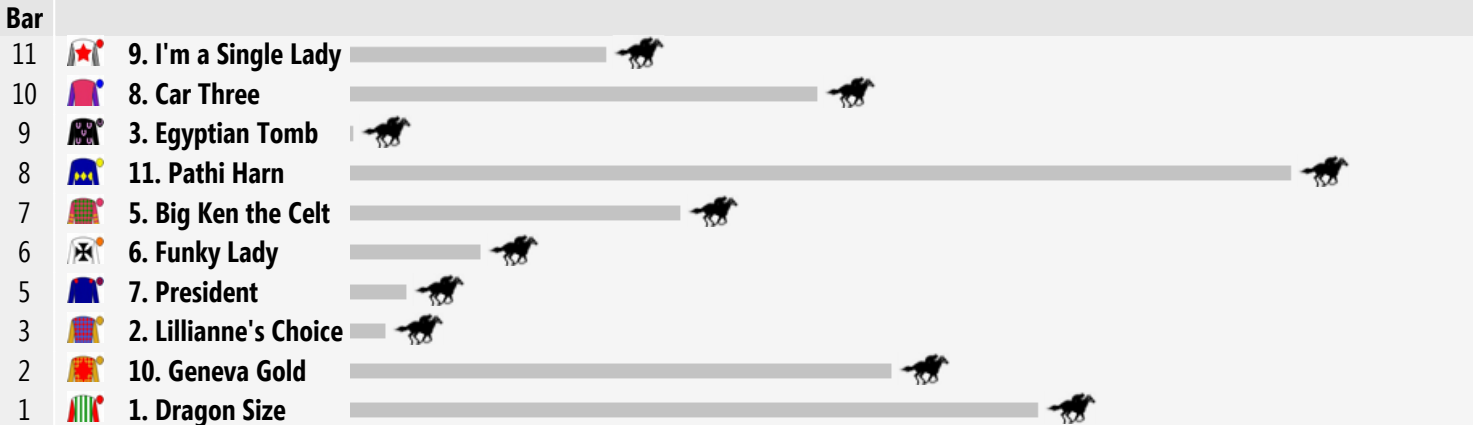 Bar
11 9. I'm a Single Lady
10 8. Car Three
9 3. Egyptian Tomb
8 11. Pathi Harn
7 5. Big Ken the Celt
6 6. Funky Lady
5 7. President
3 2. Lillianne's Choice
2 10. Geneva Gold
1 1. Dragon Size